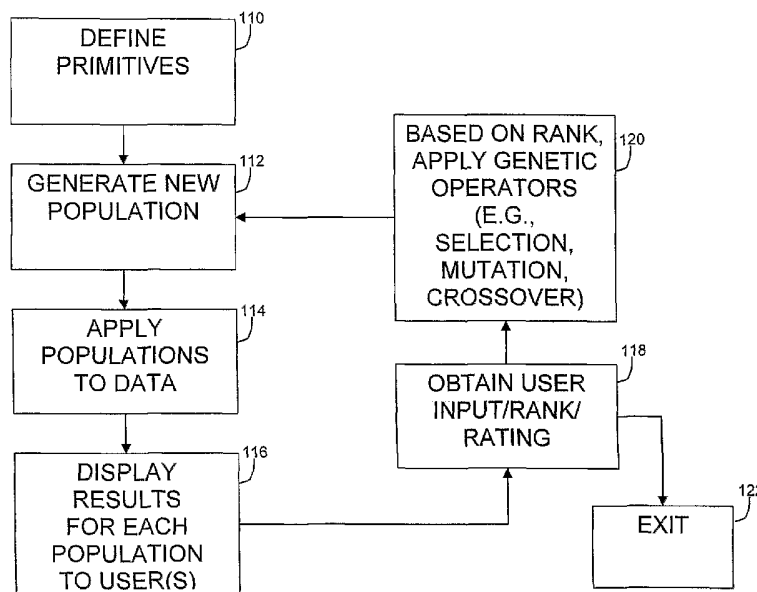 110
DEFINE
PRIMITIVES
112
GENERATE NEW
POPULATION
114
APPLY
POPULATIONS
TO DATA
116
DISPLAY
RESULTS
FOR EACH
POPULATION
TO USER(S)
118
OBTAIN USER
INPUT/RANK/
RATING
120
BASED ON RANK,
APPLY GENETIC
OPERATORS
(E.G.,
SELECTION,
MUTATION,
CROSSOVER)
122
EXIT